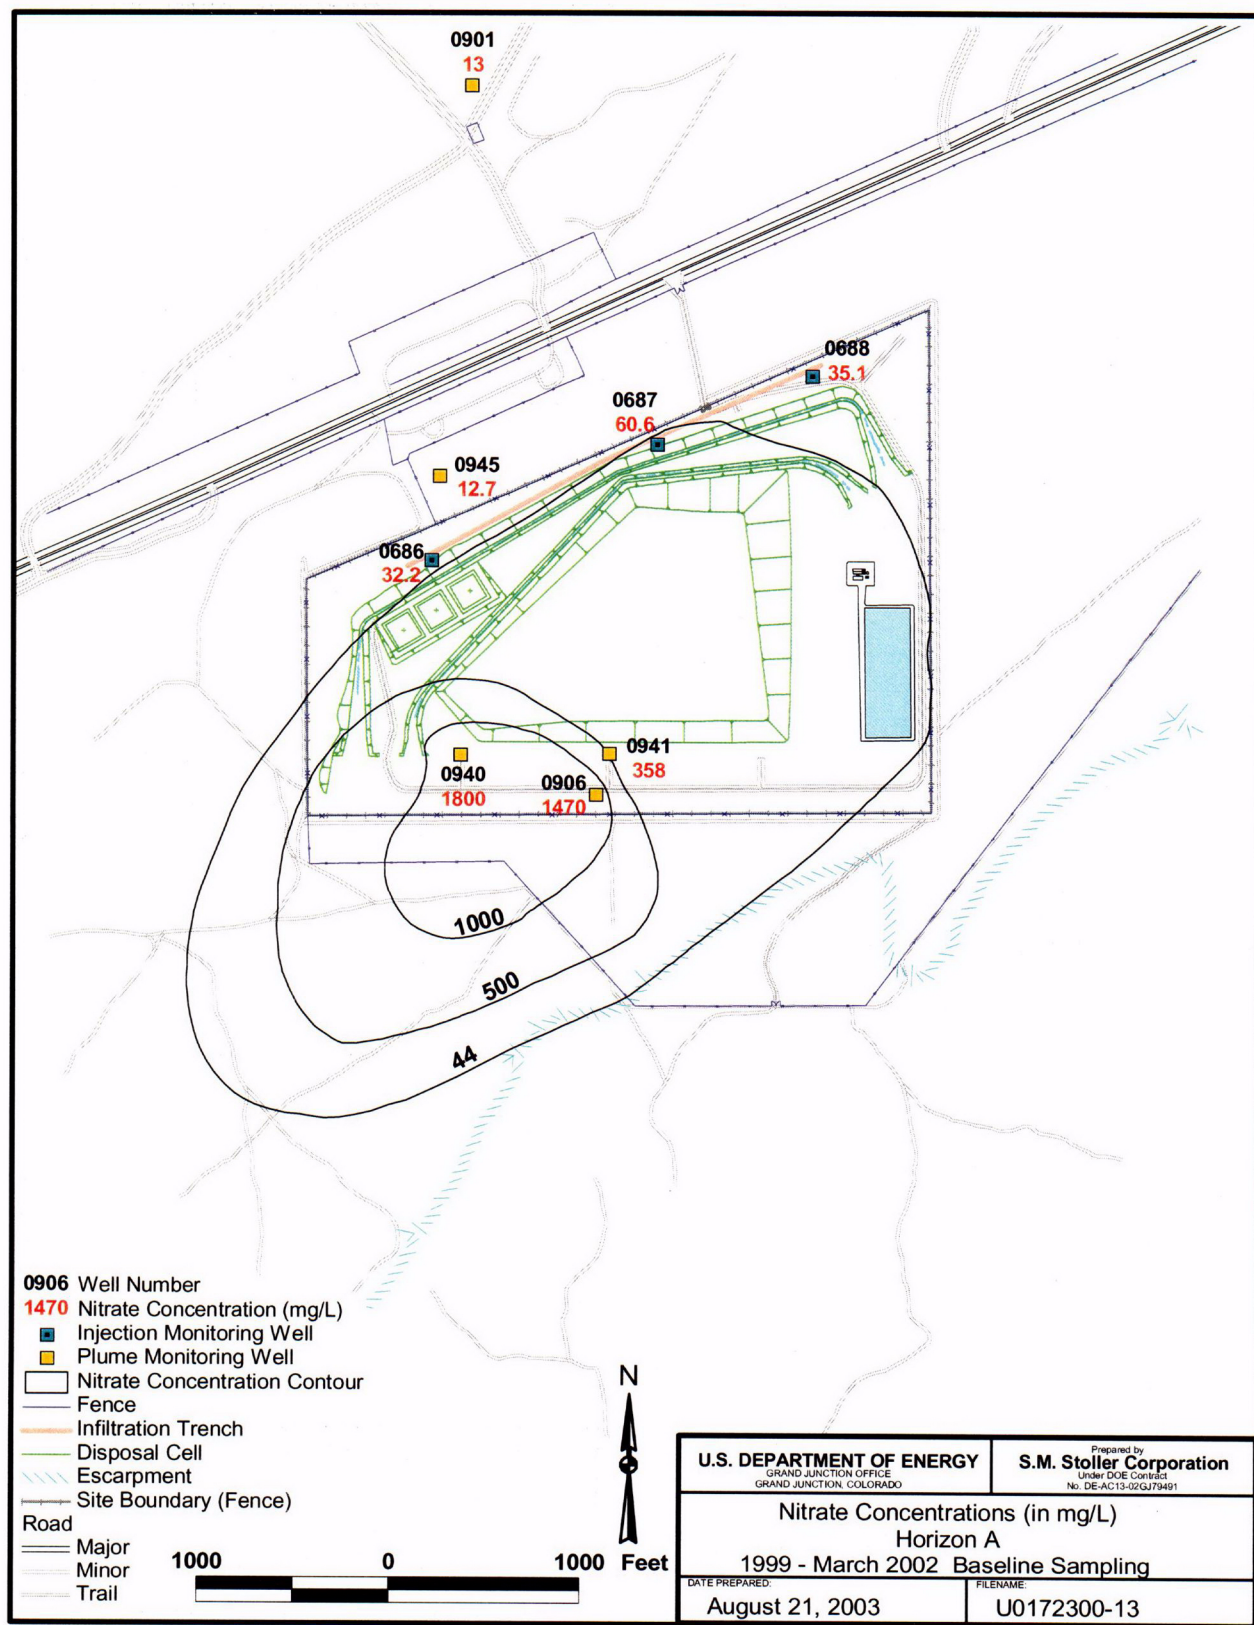 0901
13
0688
35.1
0687
60.6
0945
12.7
0686
32.2
0941
358
0940
1800
0906
1470
1000
500
44
0906 Well Number
1470 Nitrate Concentration (mg/L)
Injection Monitoring Well
Plume Monitoring Well
Nitrate Concentration Contour
Fence
Infiltration Trench
Disposal Cell
Escarpment
Site Boundary (Fence)
Road
Major
Minor
Trail
1000 0 1000 Feet
N
U.S. DEPARTMENT OF ENERGY
GRAND JUNCTION OFFICE
GRAND JUNCTION, COLORADO
Prepared by
S.M. Stoller Corporation
Under DOE Contract
No. DE-AC13-02GJ79491
Nitrate Concentrations (in mg/L)
Horizon A
1999 - March 2002 Baseline Sampling
DATE PREPARED:
August 21, 2003
FILENAME:
U0172300-13